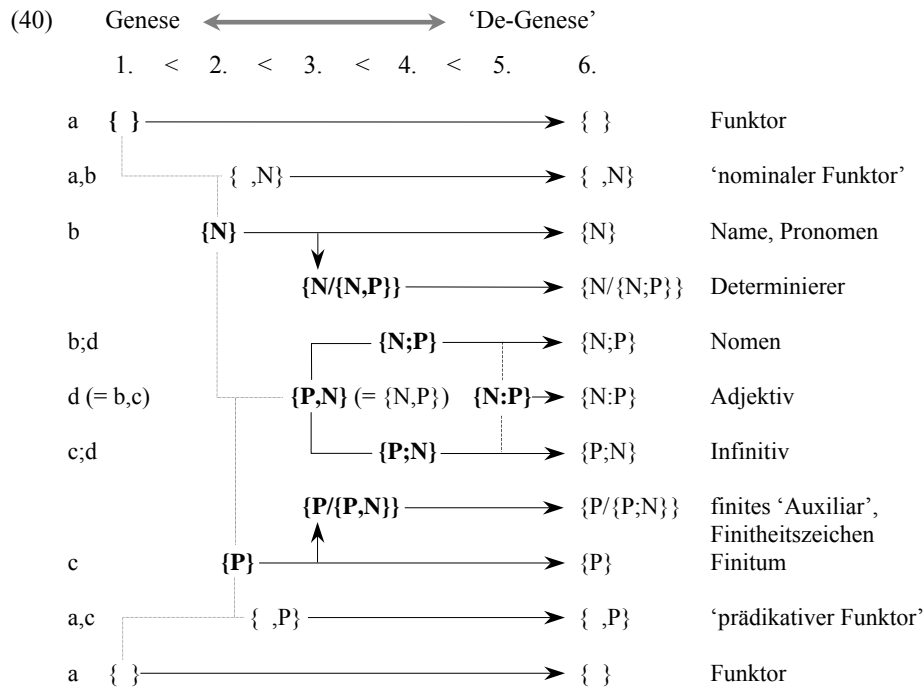 (40) Genese ‘De-Genese’
1. < 2. < 3. < 4. < 5. 6.
a { } { } Funktor
a,b { ,N} { ,N} ‘nominaler Funktor’
b {N} {N} Name, Pronomen
{N/{N,P}} {N/{N;P}} Determinierer
b;d {N;P} {N;P} Nomen
d (= b,c) {P,N} (= {N,P}) {N:P} {N:P} Adjektiv
c;d {P;N} {P;N} Infinitiv
{P/{P,N}} {P/{P;N}} finites ‘Auxiliar’,
Finitheitszeichen
c {P} {P} Finitum
a,c { ,P} { ,P} ‘prädikativer Funktor’
a { } { } Funktor